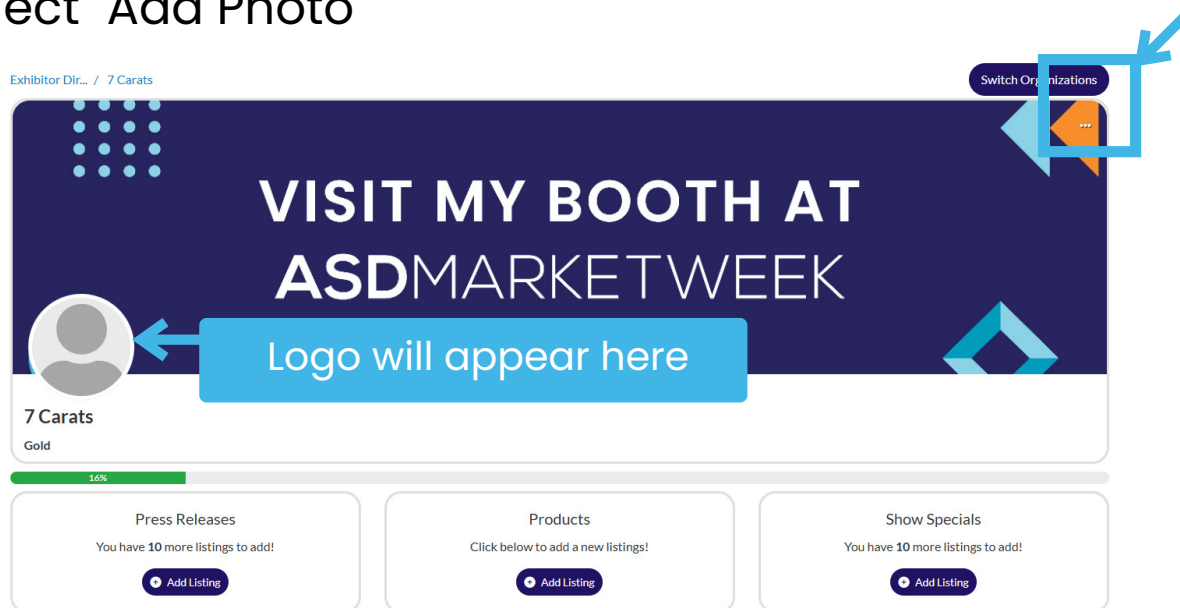 ect "Add Photo"
Exhibitor Dir... / 7 Carats
Switch Organizations
...
VISIT MY BOOTH AT
ASDMARKETWEEK
Logo will appear here
7 Carats
Gold
16%
Press Releases
You have 10 more listings to add!
Add Listing
Products
Click below to add a new listings!
Add Listing
Show Specials
You have 10 more listings to add!
Add Listing